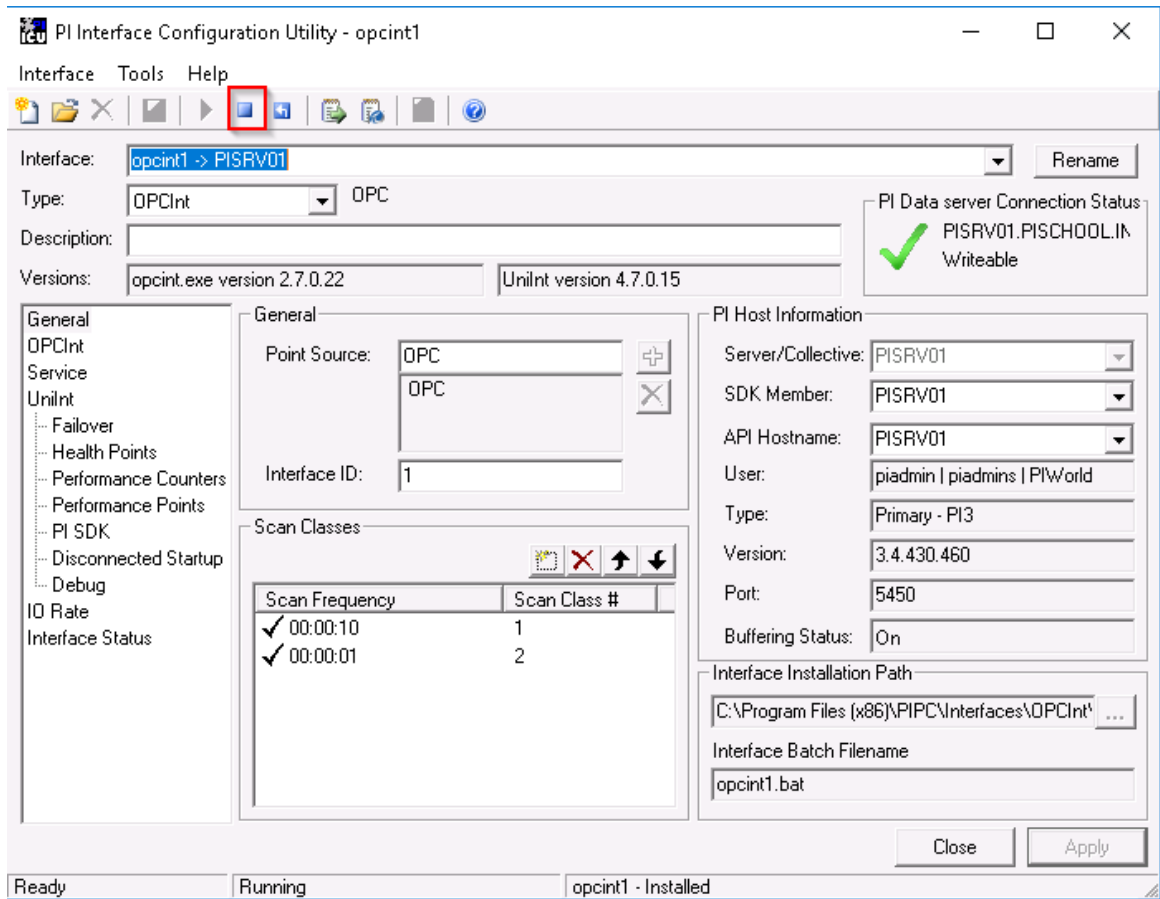 PI Interface Configuration Utility - opcint1
Interface Tools Help
Interface: opcint1 -> PISRV01 Rename
Type: OPCInt OPC
PI Data server Connection Status
PISRV01.PISCHOOL.IN
Writeable
Description:
Versions: opcint.exe version 2.7.0.22 UniInt version 4.7.0.15
General
OPCInt
Service
UniInt
Failover
Health Points
Performance Counters
Performance Points
PI SDK
Disconnected Startup
Debug
IO Rate
Interface Status
General
Point Source: OPC
OPC
Interface ID: 1
Scan Classes
Scan Frequency Scan Class #
00:00:10 1
00:00:01 2
PI Host Information
Server/Collective: PISRV01
SDK Member: PISRV01
API Hostname: PISRV01
User: piadmin | piadmins | PIWorld
Type: Primary - PI3
Version: 3.4.430.460
Port: 5450
Buffering Status: On
Interface Installation Path
C:\Program Files (x86)\PIPC\Interfaces\OPCInt\ ...
Interface Batch Filename
opcint1.bat
Close Apply
Ready Running opcint1 - Installed